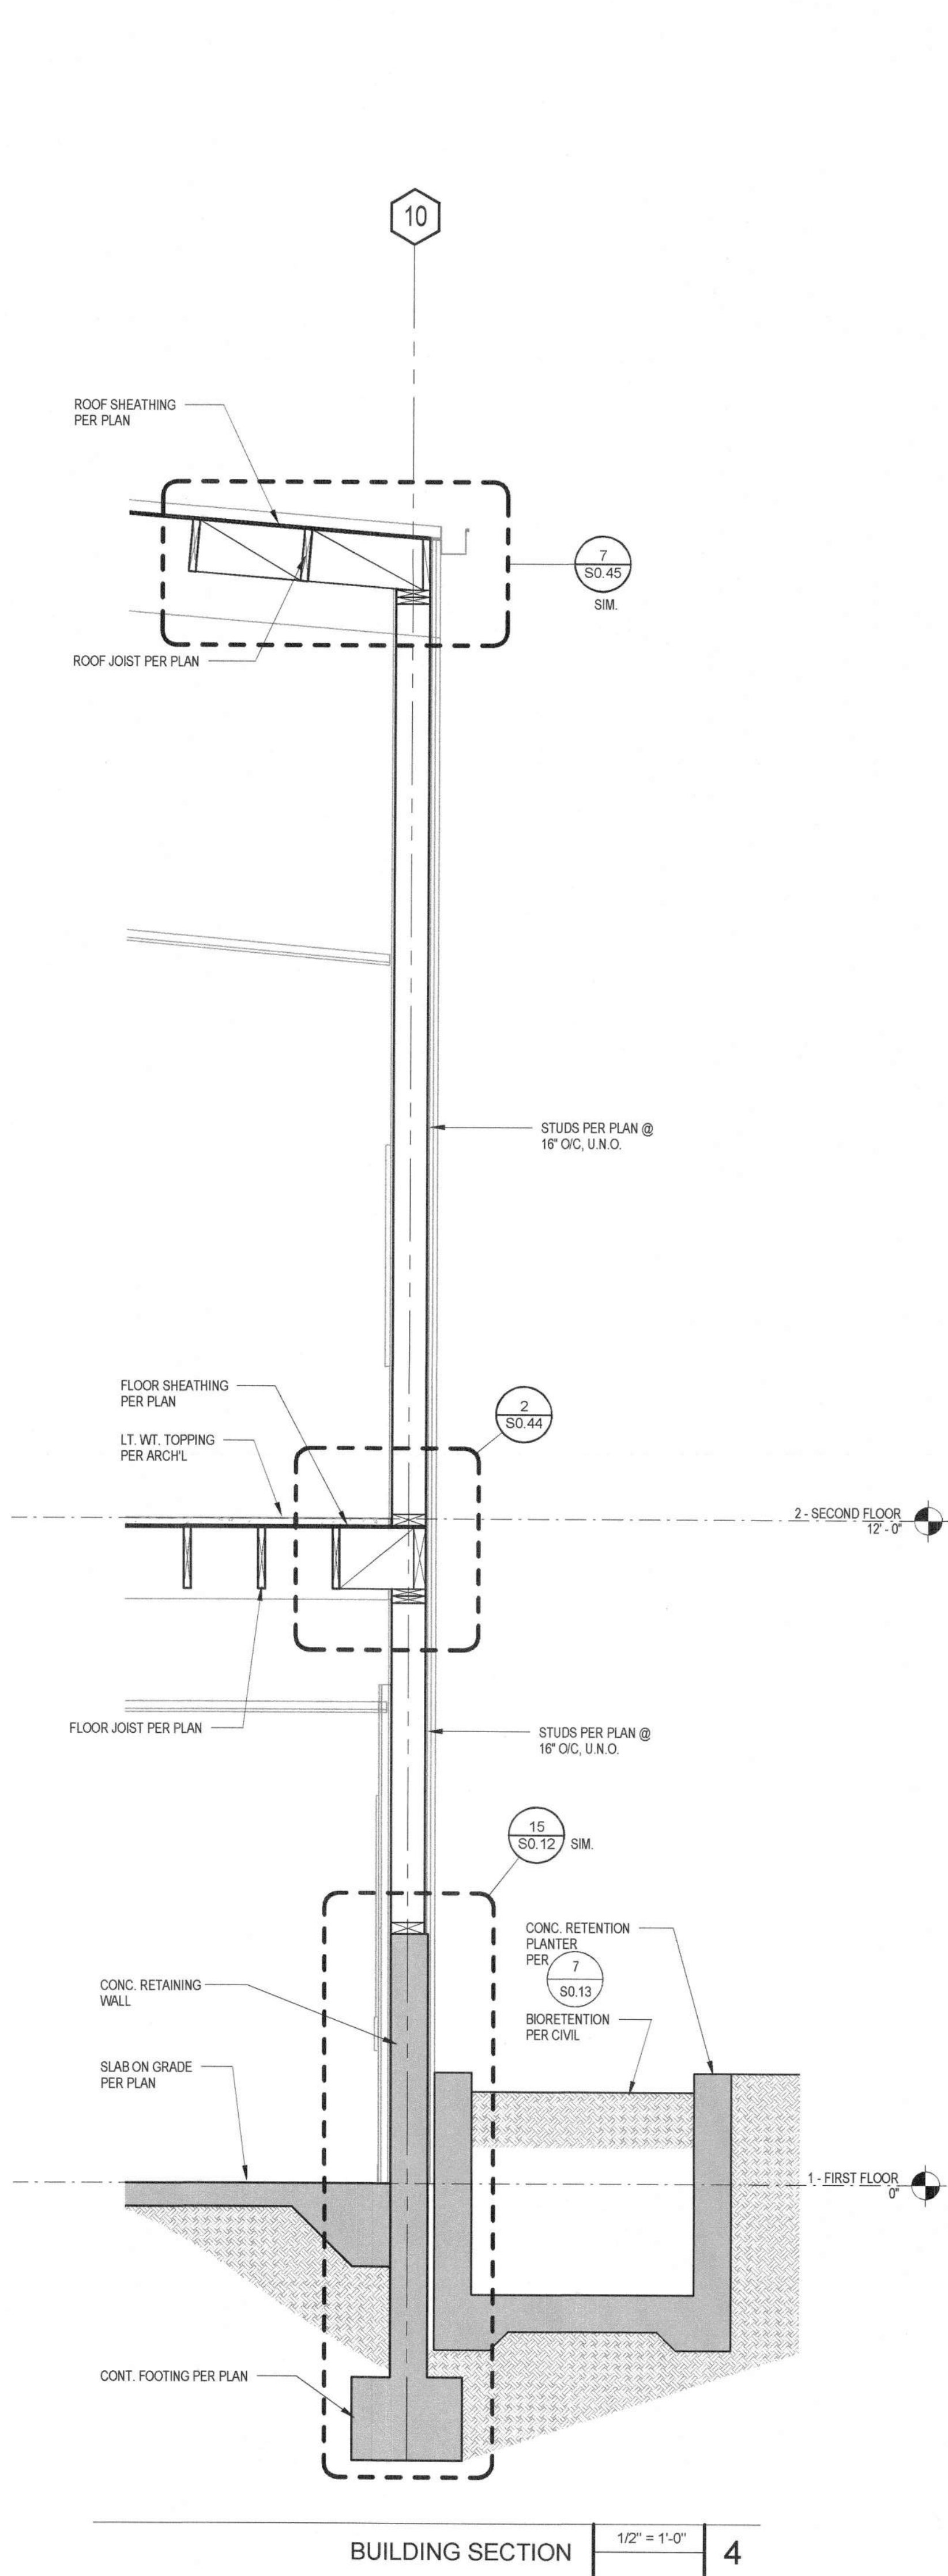 10
ROOF SHEATHING
PER PLAN
7
S0.45
SIM.
ROOF JOIST PER PLAN
STUDS PER PLAN @
16" O/C, U.N.O.
FLOOR SHEATHING
PER PLAN
2
S0.44
LT. WT. TOPPING
PER ARCH'L
2 - SECOND FLOOR
12' - 0"
FLOOR JOIST PER PLAN
STUDS PER PLAN @
16" O/C, U.N.O.
15
S0.12
SIM.
CONC. RETENTION
PLANTER
PER
7
S0.13
CONC. RETAINING
WALL
BIORETENTION
PER CIVIL
SLAB ON GRADE
PER PLAN
1 - FIRST FLOOR
0"
CONT. FOOTING PER PLAN
BUILDING SECTION
1/2" = 1'-0"
4